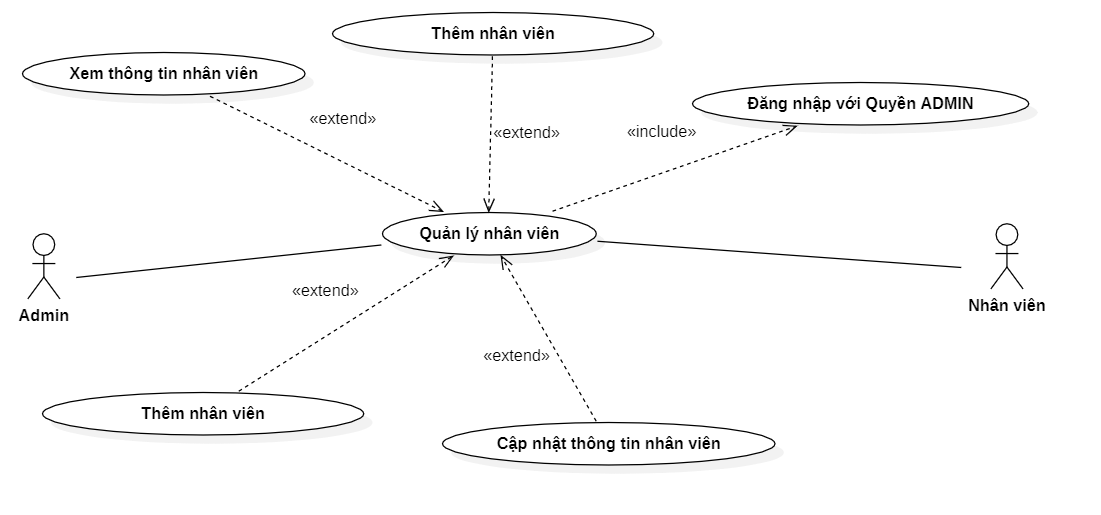 Thêm nhân viên
Xem thông tin nhân viên
Đăng nhập với Quyền ADMIN
«extend»
«extend»
«include»
Quản lý nhân viên
Admin
Nhân viên
«extend»
«extend»
Thêm nhân viên
Cập nhật thông tin nhân viên